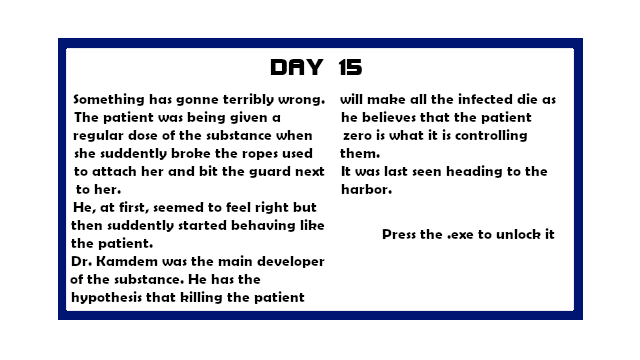 DAY 15
Something has gonne terribly wrong.
The patient was being given a
regular dose of the substance when
she suddently broke the ropes used
to attach her and bit the guard next
to her.
He, at first, seemed to feel right but
then suddently started behaving like
the patient.
Dr. Kamdem was the main developer
of the substance. He has the
hypothesis that killing the patient
will make all the infected die as
he believes that the patient
zero is what it is controlling
them.
It was last seen heading to the
harbor.
Press the .exe to unlock it